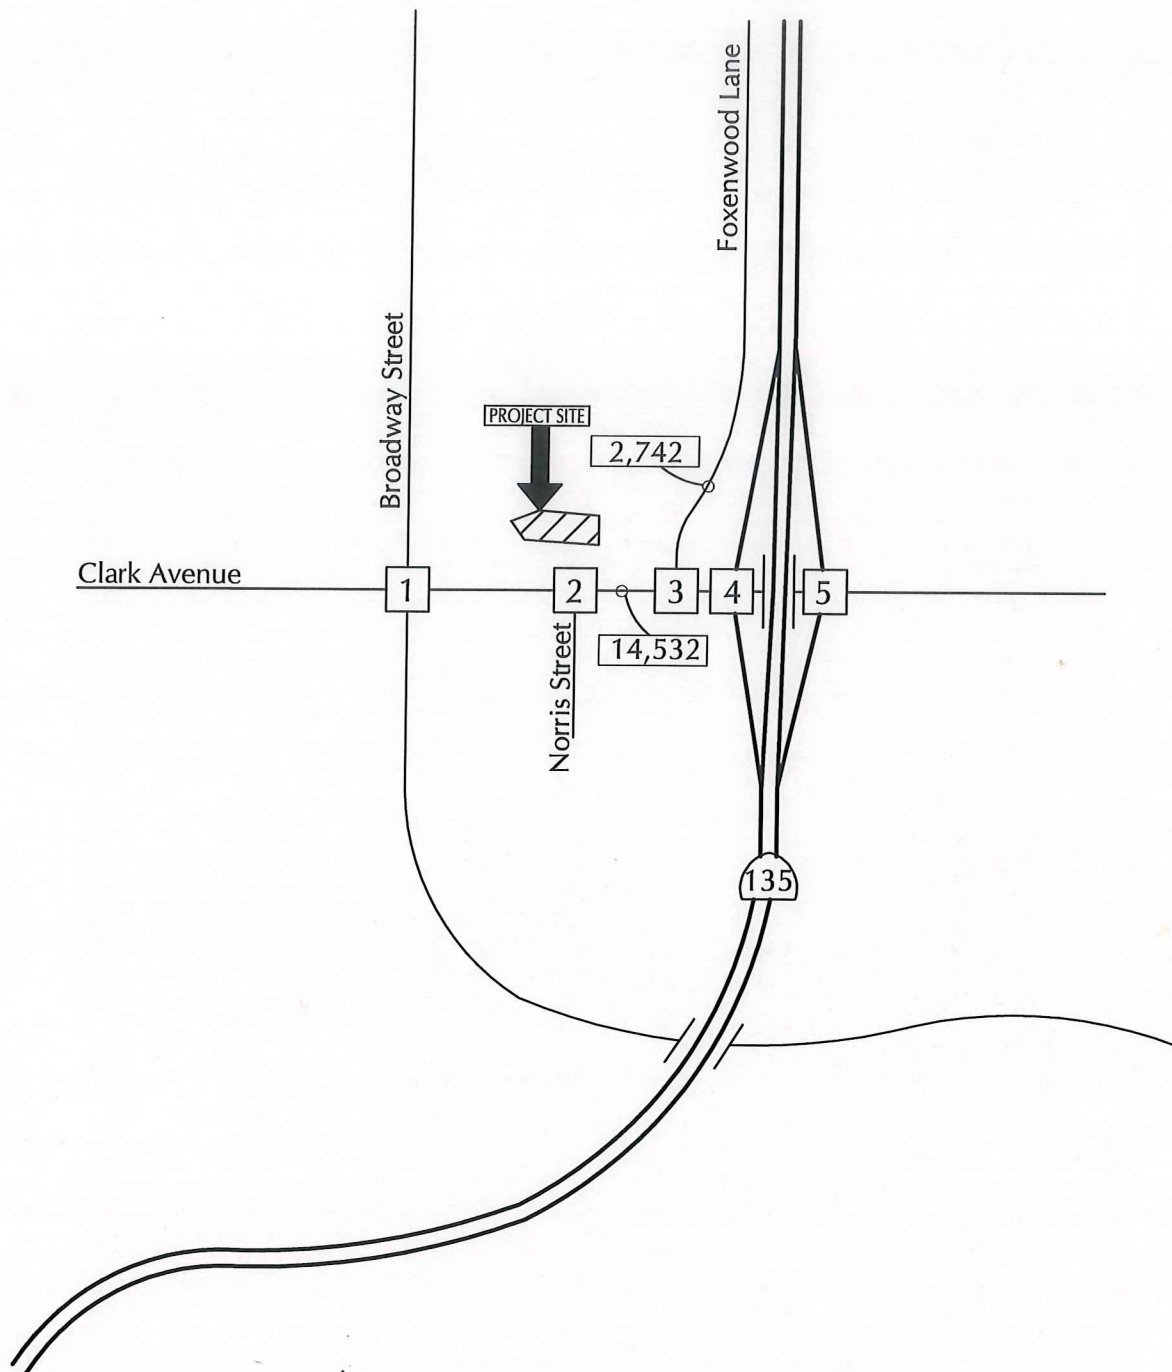 Foxenwood Lane
Broadway Street
PROJECT SITE
2,742
Clark Avenue
1
2
3
4
5
14,532
Norris Street
135